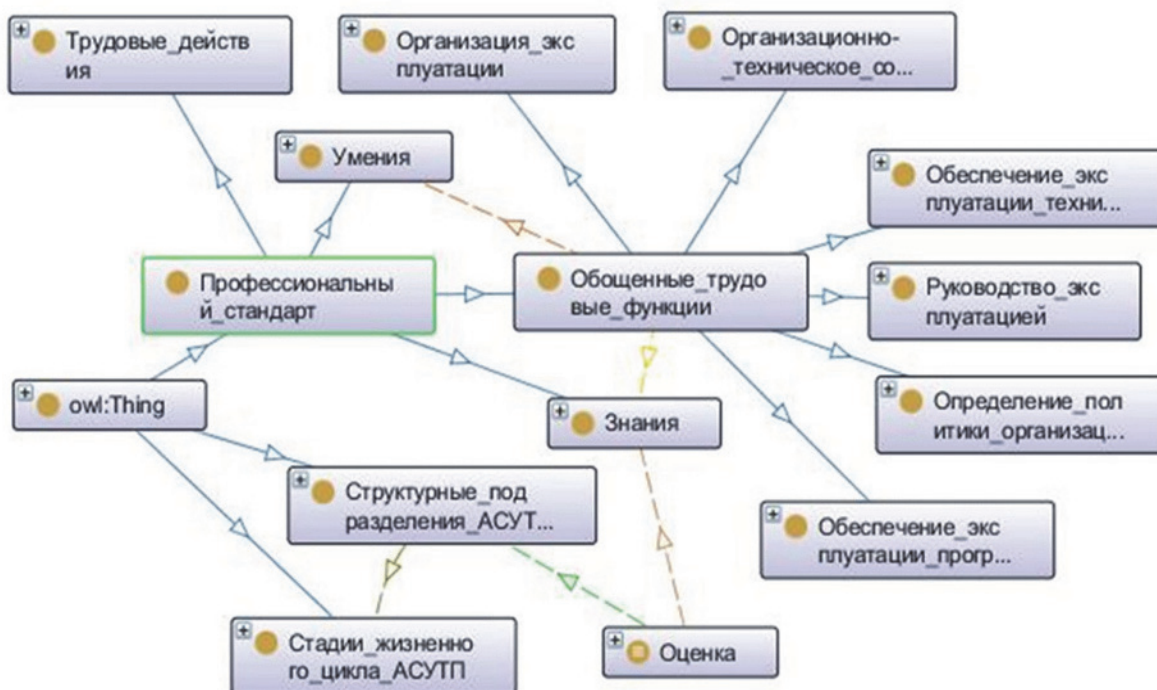 Трудовые_действ
ия
Организация_экс
плуатации
Организационно-
_техническое_со...
Умения
Обеспечение_экс
плуатации_техни...
Профессиональны
й_стандарт
Обощенные_трудо
вые_функции
Руководство_экс
плуатацией
owl:Thing
Знания
Определение_пол
итики_организац...
Структурные_под
разделения_АСУТ...
Обеспечение_экс
плуатации_прогр...
Стадии_жизненно
го_цикла_АСУТП
Оценка